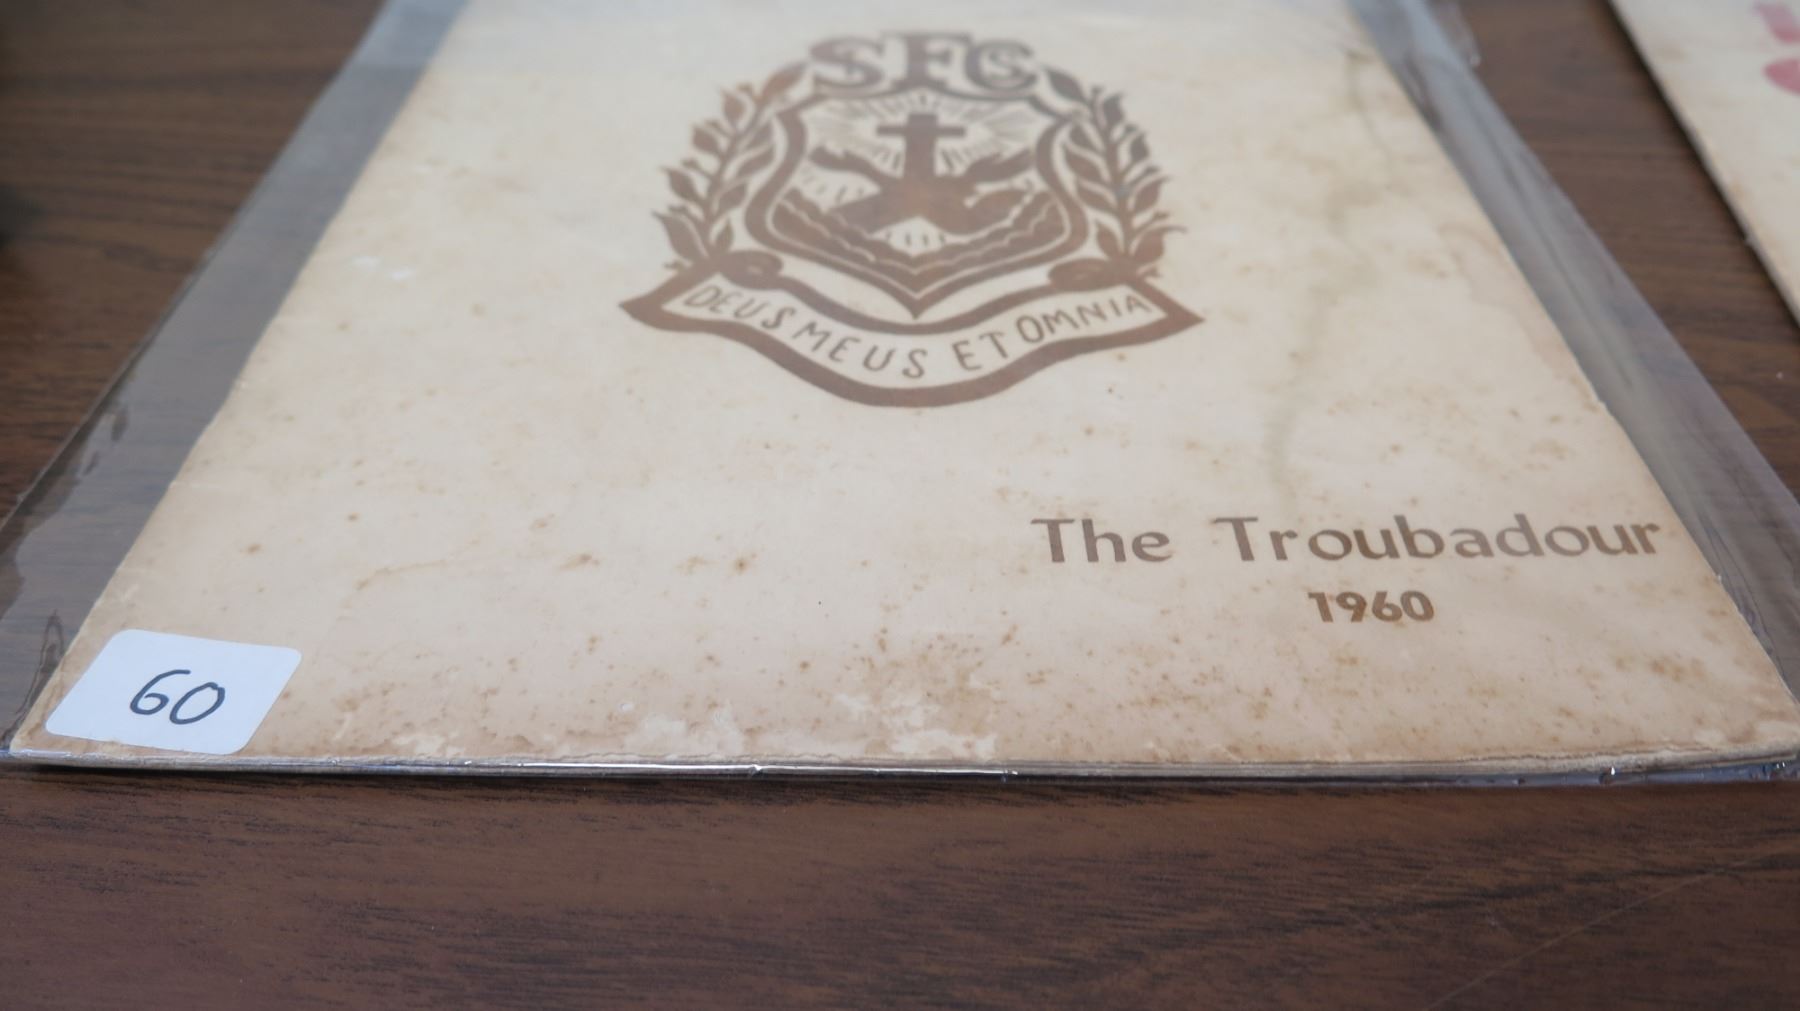 SFC
DEUS MEUS ET OMNIA
The Troubadour
1960
60